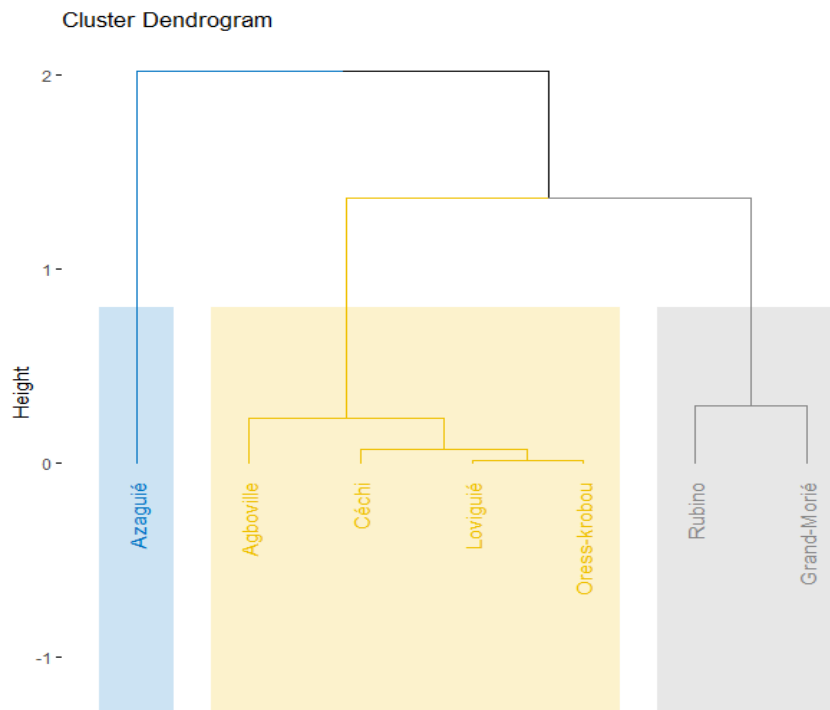 Cluster Dendrogram
2
1
0
-1
Height
Azaguié
Agboville
Céchi
Loviguié
Oress-krobou
Rubino
Grand-Morié